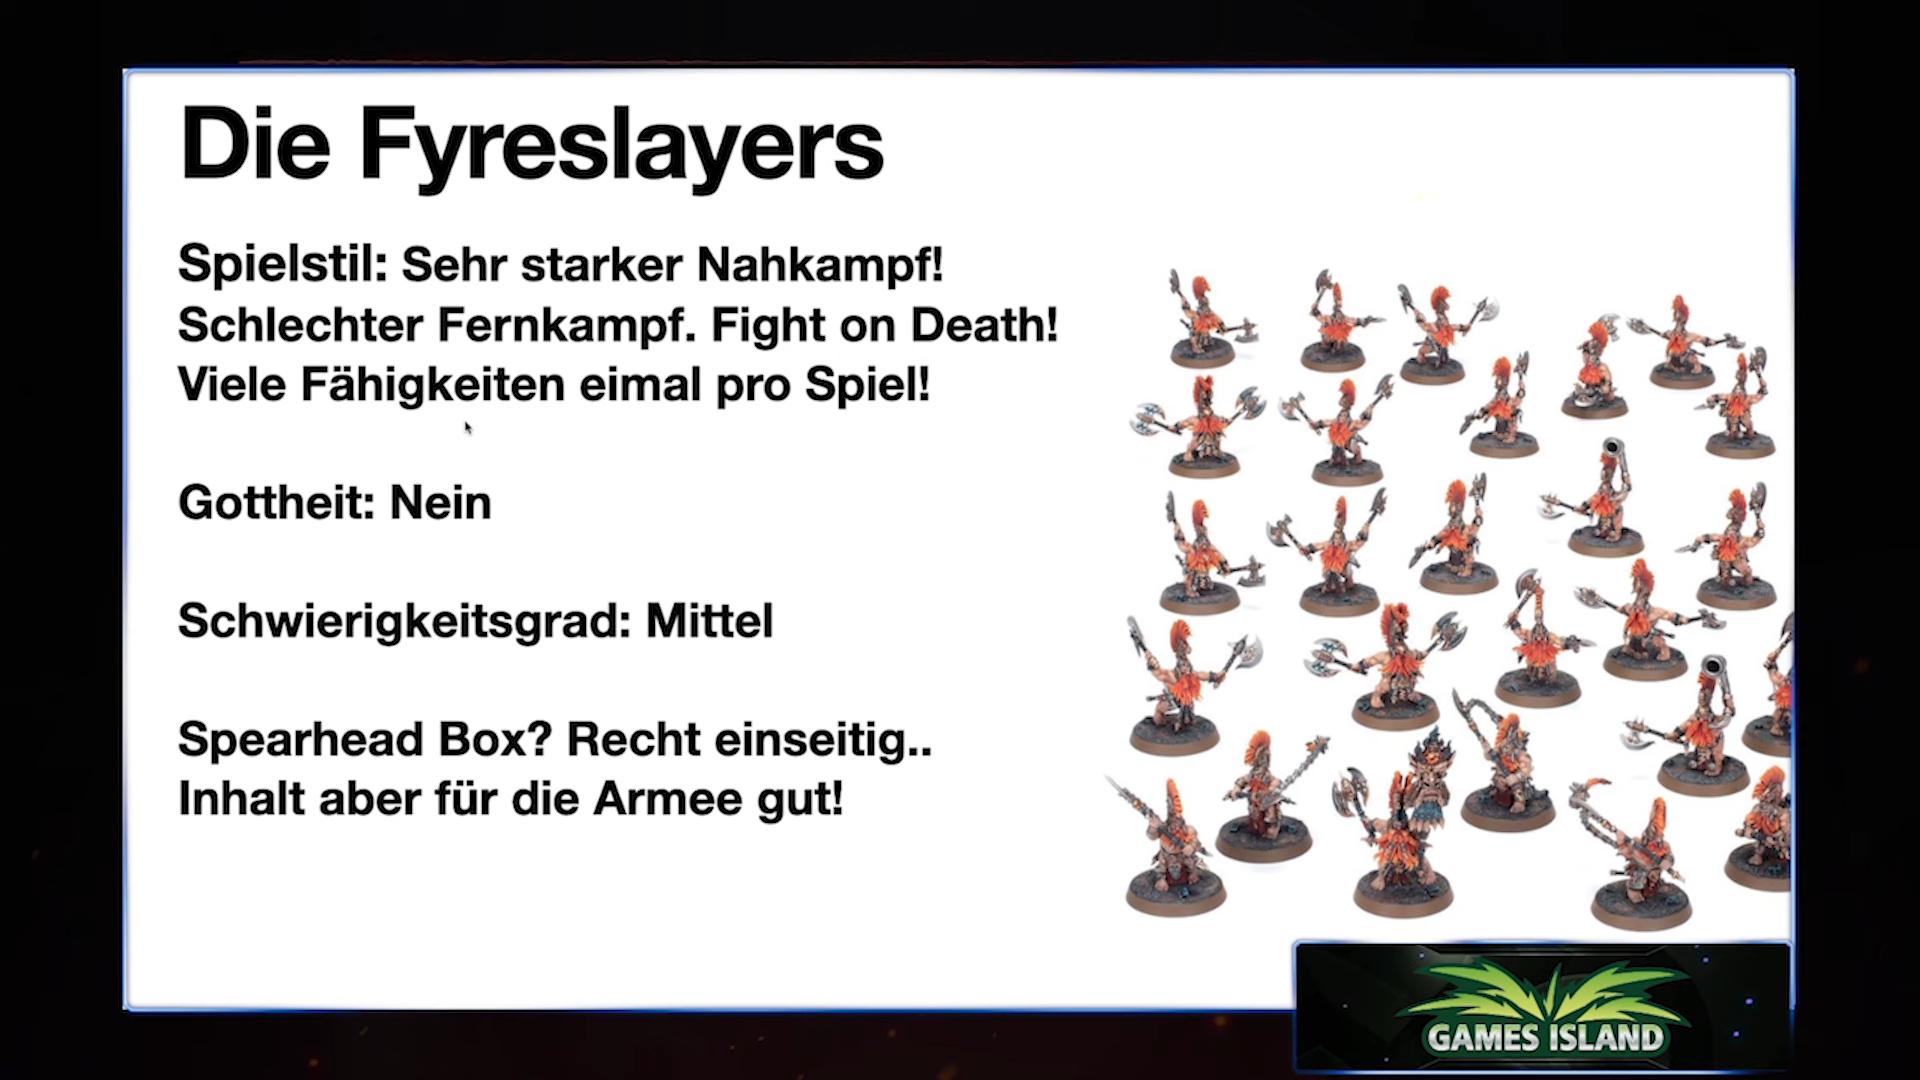 Die Fyreslayers
Spielstil: Sehr starker Nahkampf!
Schlechter Fernkampf. Fight on Death!
Viele Fähigkeiten eimal pro Spiel!
Gottheit: Nein
Schwierigkeitsgrad: Mittel
Spearhead Box? Recht einseitig..
Inhalt aber für die Armee gut!
GAMES ISLAND